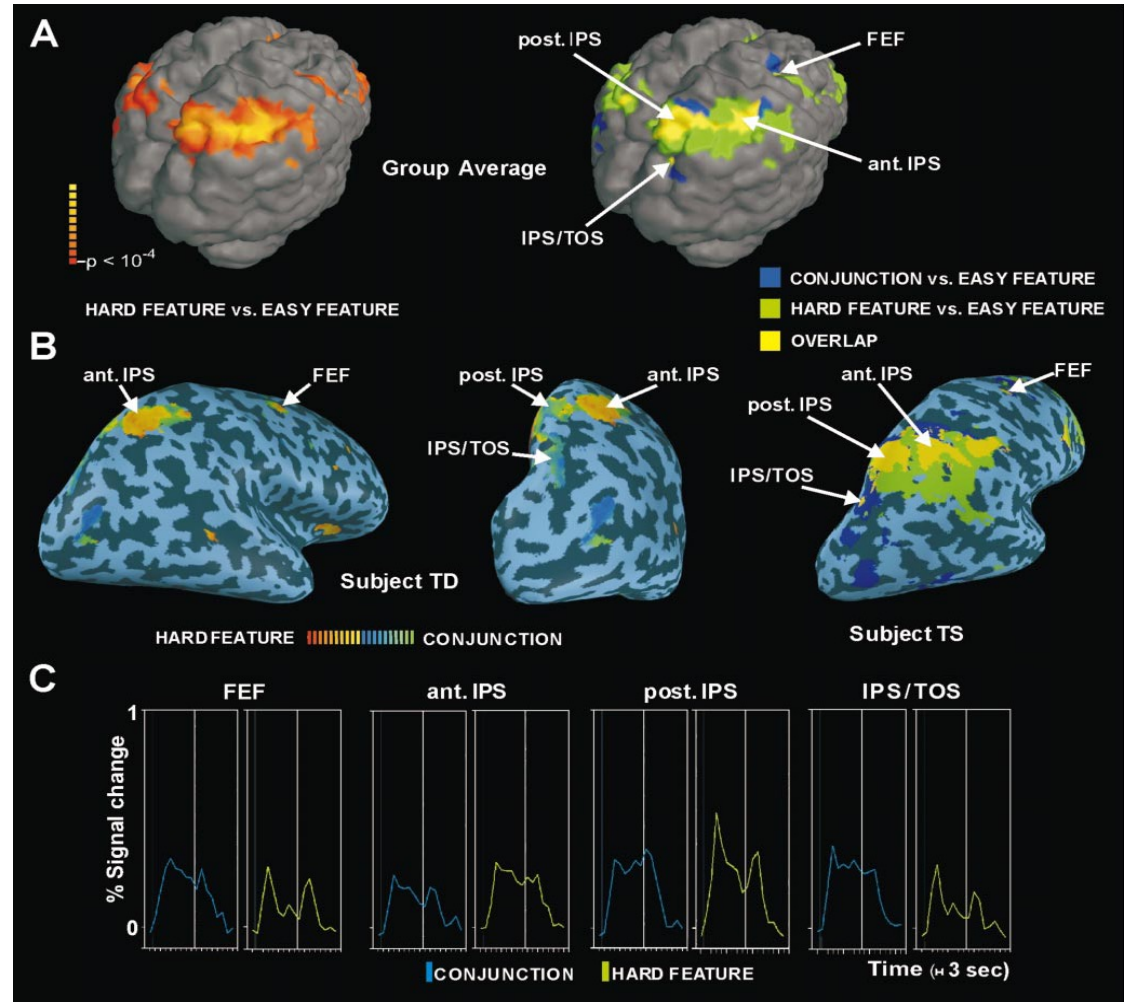 A
post. IPS
FEF
Group Average
ant. IPS
IPS/TOS
p < 10-4
HARD FEATURE vs. EASY FEATURE
CONJUNCTION vs. EASY FEATURE
HARD FEATURE vs. EASY FEATURE
OVERLAP
B
ant. IPS
FEF
post. IPS
ant. IPS
IPS/TOS
ant. IPS
FEF
post. IPS
IPS/TOS
Subject TD
HARD FEATURE
CONJUNCTION
Subject TS
C
FEF
ant. IPS
post. IPS
IPS/TOS
1
% Signal change
0
CONJUNCTION
HARD FEATURE
Time (H 3 sec)